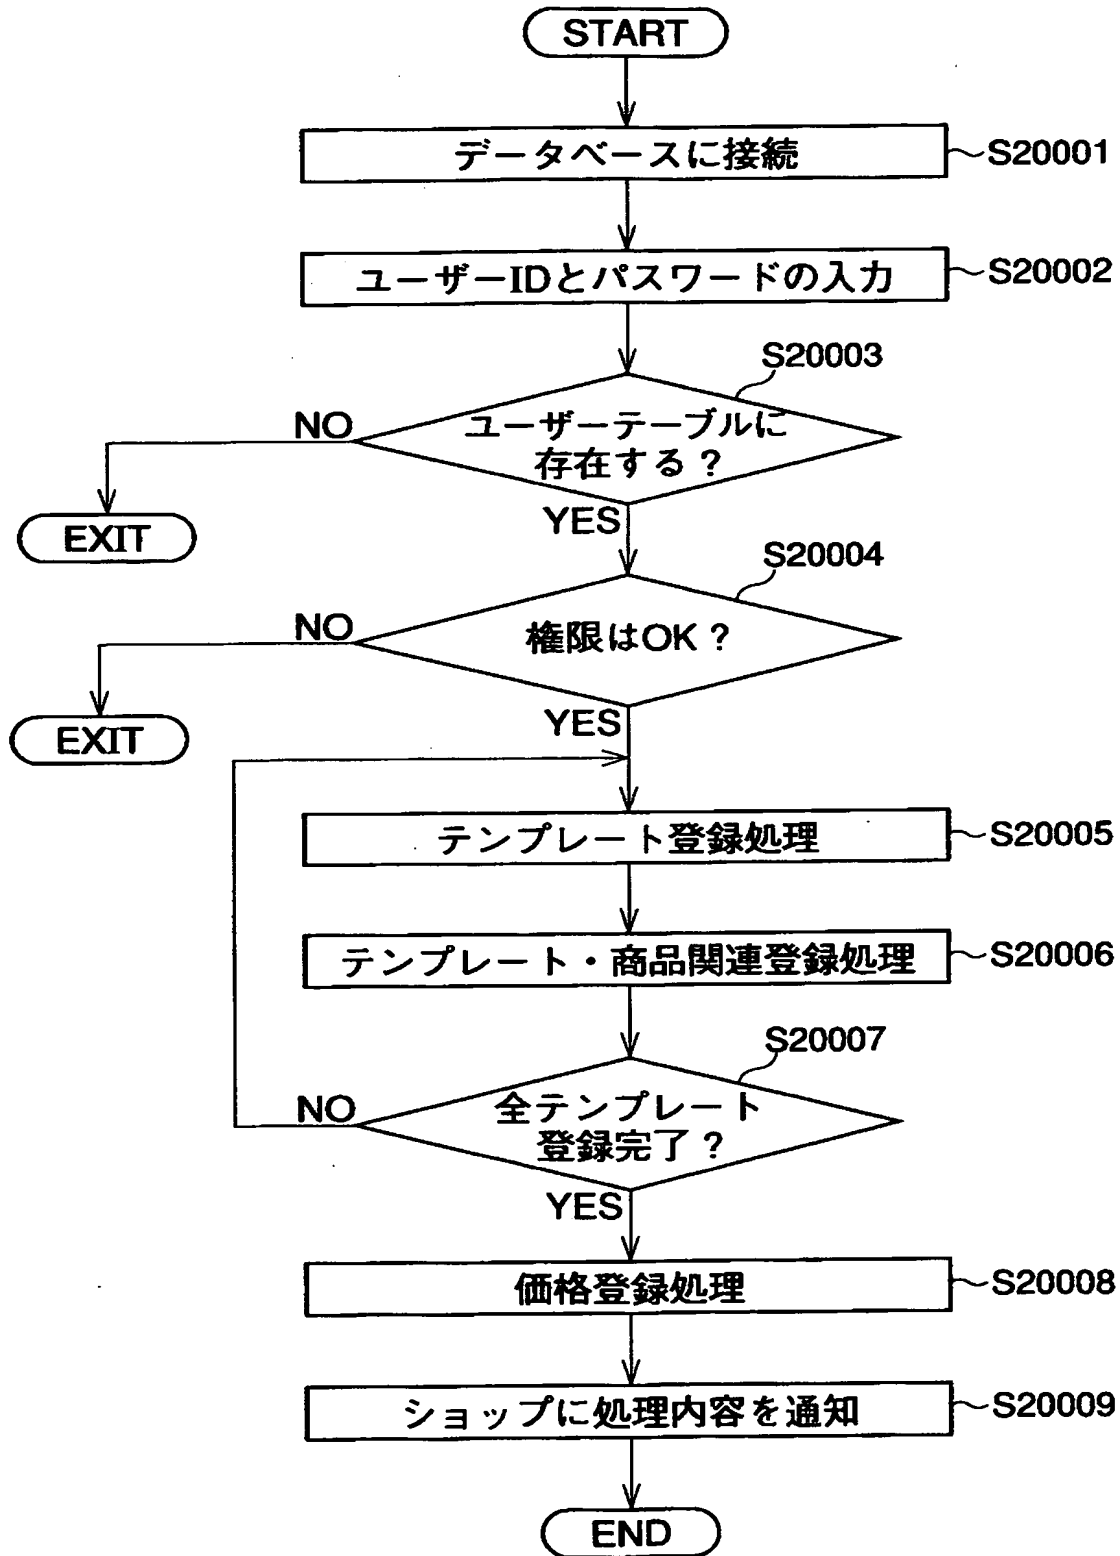 START
データベースに接続
S20001
ユーザーIDとパスワードの入力
S20002
S20003
ユーザーテーブルに
存在する？
NO
EXIT
YES
S20004
権限はOK？
NO
EXIT
YES
テンプレート登録処理
S20005
テンプレート・商品関連登録処理
S20006
S20007
全テンプレート
登録完了？
NO
YES
価格登録処理
S20008
ショップに処理内容を通知
S20009
END